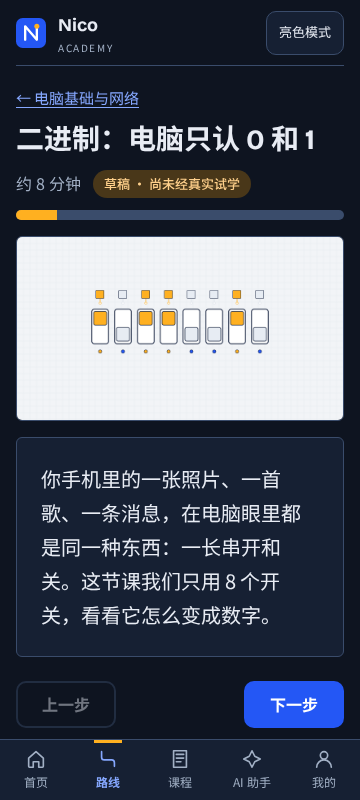 Nico
ACADEMY
亮色模式
← 电脑基础与网络
二进制：电脑只认 0 和 1
约 8 分钟
草稿 · 尚未经真实试学
你手机里的一张照片、一首
歌、一条消息，在电脑眼里都
是同一种东西：一长串开和
关。这节课我们只用 8 个开
关，看看它怎么变成数字。
上一步
下一步
首页
路线
课程
AI 助手
我的